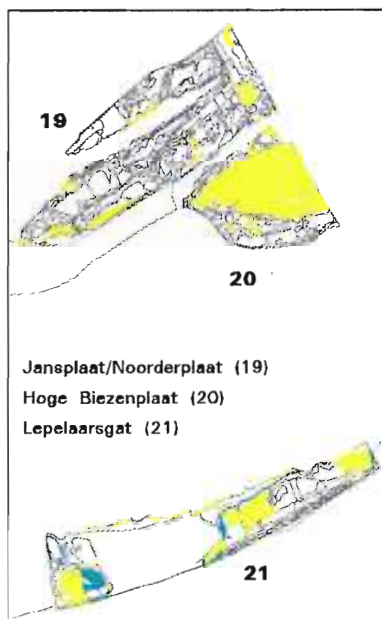 19
20
Jansplaat/Noorderplaat (19)
Hoge Biezenplaat (20)
Lepelaarsgat (21)
21